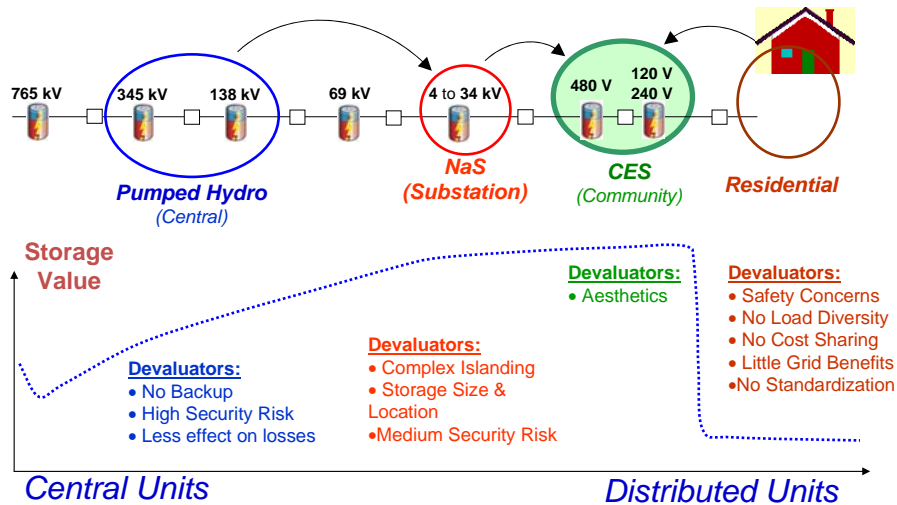 765 kV
345 kV
138 kV
69 kV
4 to 34 kV
480 V
120 V
240 V
Pumped Hydro
(Central)
NaS
(Substation)
CES
(Community)
Residential
Storage
Value
Devaluators:
• No Backup
• High Security Risk
• Less effect on losses
Devaluators:
• Complex Islanding
• Storage Size &
Location
•Medium Security Risk
Devaluators:
• Aesthetics
Devaluators:
• Safety Concerns
• No Load Diversity
• No Cost Sharing
• Little Grid Benefits
•No Standardization
Central Units
Distributed Units